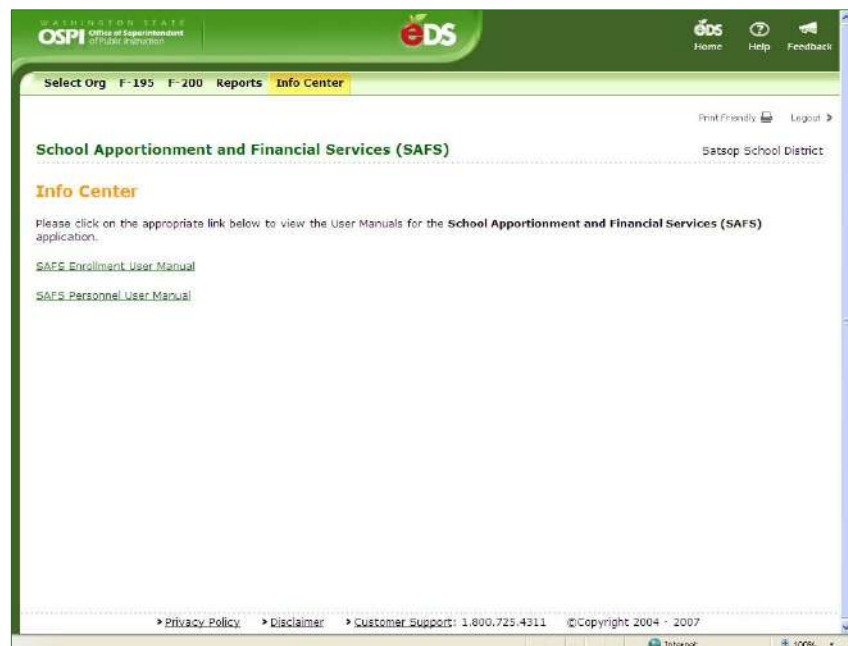 WASHINGTON STATE
OSPI Office of Superintendent
of Public Instruction
eDS
eDS
Home Help Feedback
Select Org F-195 F-200 Reports Info Center
Print Friendly Logout
School Apportionment and Financial Services (SAFS) Satsop School District
Info Center
Please click on the appropriate link below to view the User Manuals for the School Apportionment and Financial Services (SAFS)
application.
SAFS Enrollment User Manual
SAFS Personnel User Manual
Privacy Policy Disclaimer Customer Support: 1.800.725.4311 ©Copyright 2004 - 2007
Internet 100%